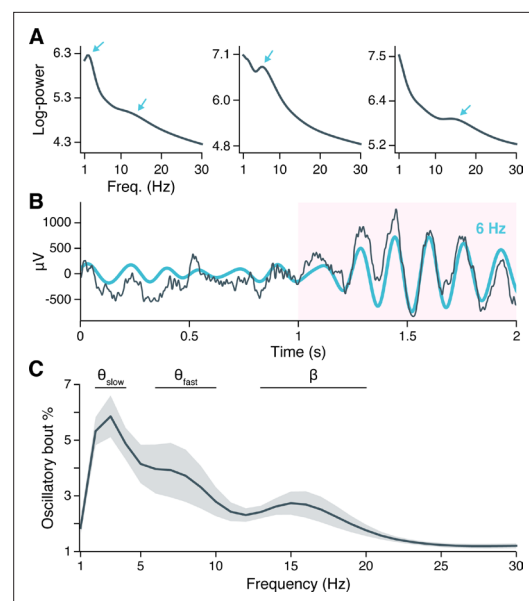 A
Log-power
6.3
5.3
4.3
1 10 20 30
Freq. (Hz)
7.1
6.0
4.8
1 10 20 30
7.5
6.4
5.2
1 10 20 30
B
µV
1000
500
0
-500
6 Hz
0 0.5 1 1.5 2
Time (s)
C
θslow θfast β
Oscillatory bout %
7
5
3
1
1 5 10 15 20 25 30
Frequency (Hz)